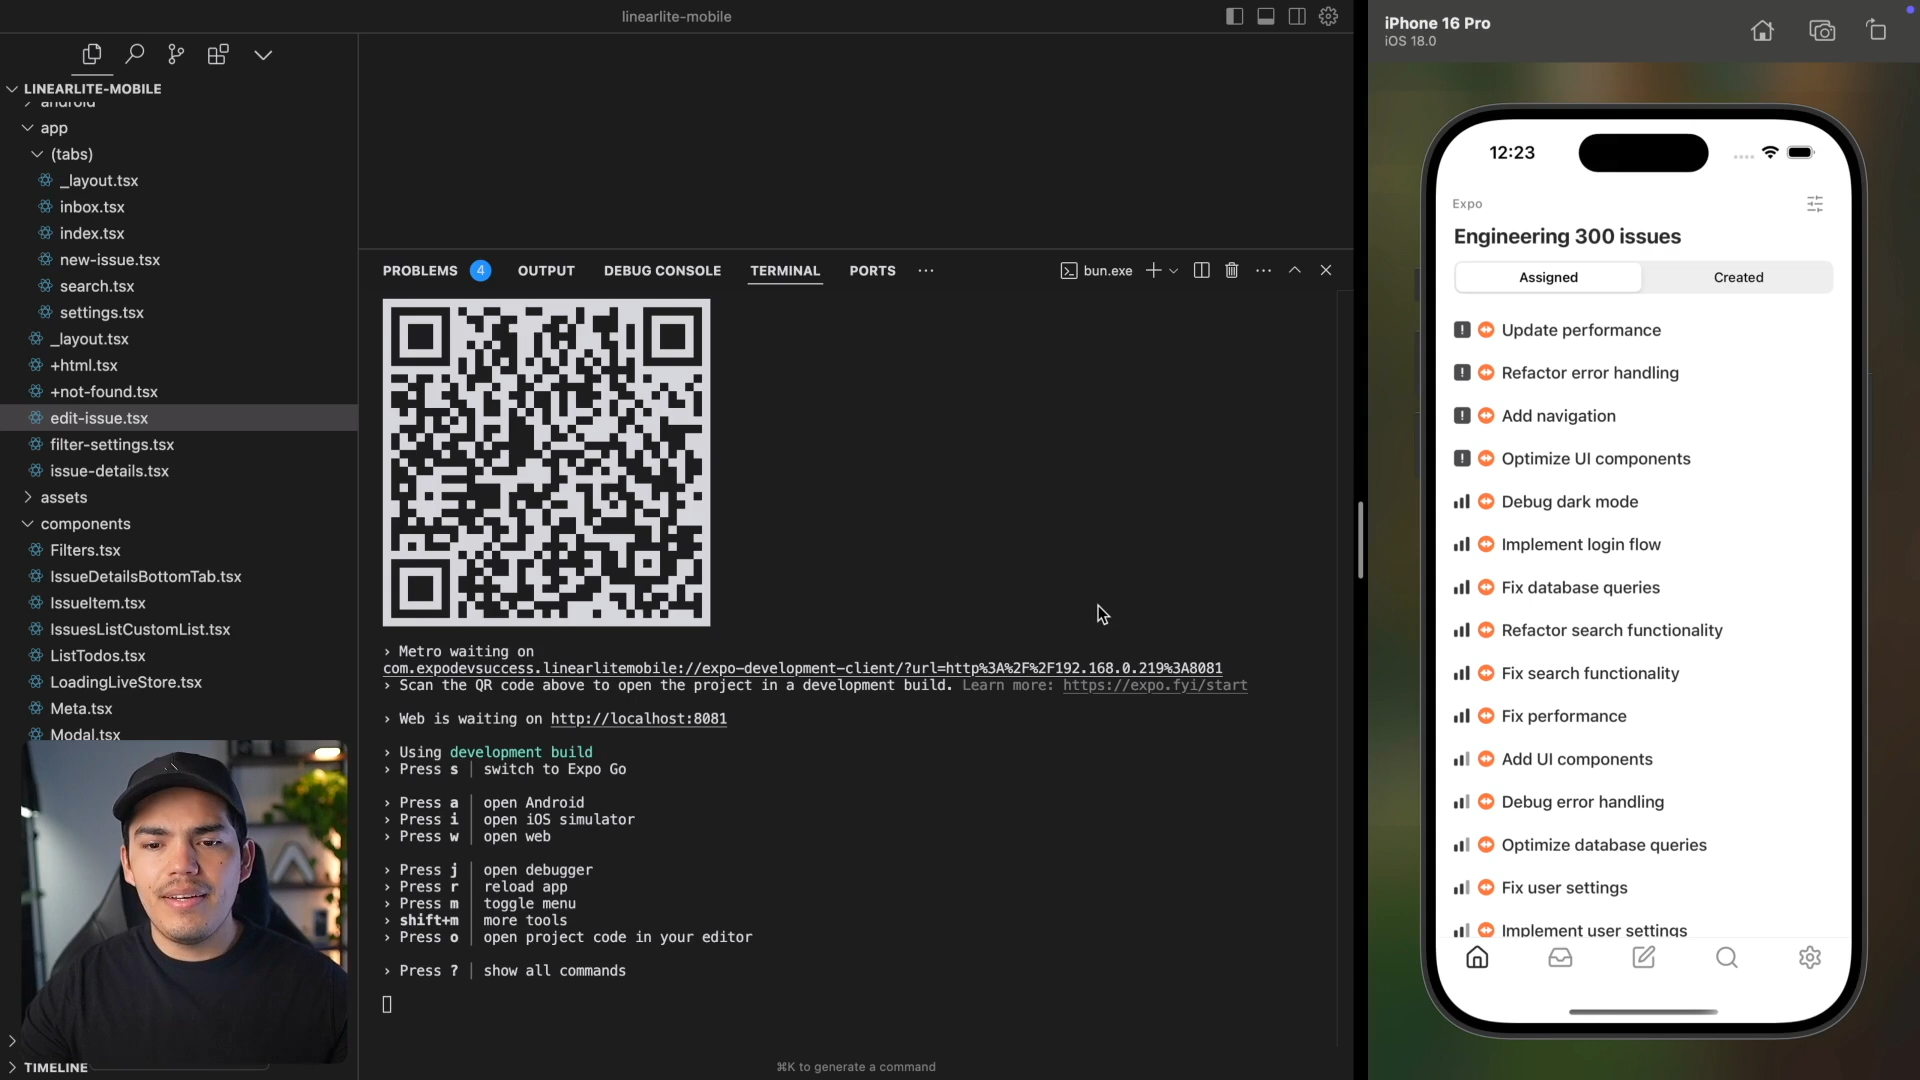 linearlite-mobile
LINEARLITE-MOBILE
android
app
(tabs)
_layout.tsx
inbox.tsx
index.tsx
new-issue.tsx
search.tsx
settings.tsx
_layout.tsx
+html.tsx
+not-found.tsx
edit-issue.tsx
filter-settings.tsx
issue-details.tsx
assets
components
Filters.tsx
IssueDetailsBottomTab.tsx
IssueItem.tsx
IssuesListCustomList.tsx
ListTodos.tsx
LoadingLiveStore.tsx
Meta.tsx
Modal.tsx
TIMELINE
PROBLEMS 4 OUTPUT DEBUG CONSOLE TERMINAL PORTS ··· bun.exe
› Metro waiting on
com.expodevsuccess.linearlitemobile://expo-development-client/?url=http%3A%2F%2F192.168.0.219%3A8081
› Scan the QR code above to open the project in a development build. Learn more: https://expo.fyi/start
› Web is waiting on http://localhost:8081
› Using development build
› Press s │ switch to Expo Go
› Press a │ open Android
› Press i │ open iOS simulator
› Press w │ open web
› Press j │ open debugger
› Press r │ reload app
› Press m │ toggle menu
› shift+m │ more tools
› Press o │ open project code in your editor
› Press ? │ show all commands
⌘K to generate a command
iPhone 16 Pro
iOS 18.0
12:23
Expo
Engineering 300 issues
Assigned Created
Update performance
Refactor error handling
Add navigation
Optimize UI components
Debug dark mode
Implement login flow
Fix database queries
Refactor search functionality
Fix search functionality
Fix performance
Add UI components
Debug error handling
Optimize database queries
Fix user settings
Implement user settings